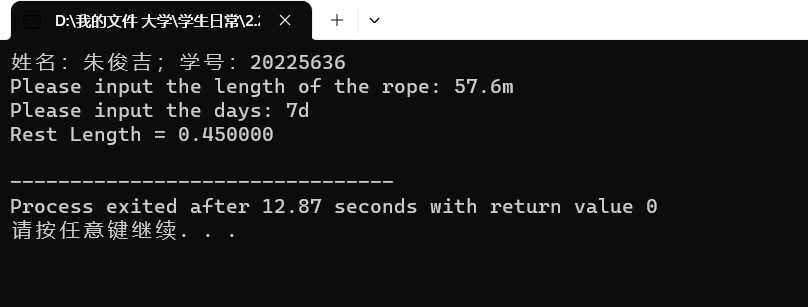 D:\我的文件 大学\学生日常\2.2
姓名：朱俊吉；学号：20225636
Please input the length of the rope: 57.6m
Please input the days: 7d
Rest Length = 0.450000
--------------------------------
Process exited after 12.87 seconds with return value 0
请按任意键继续. . .